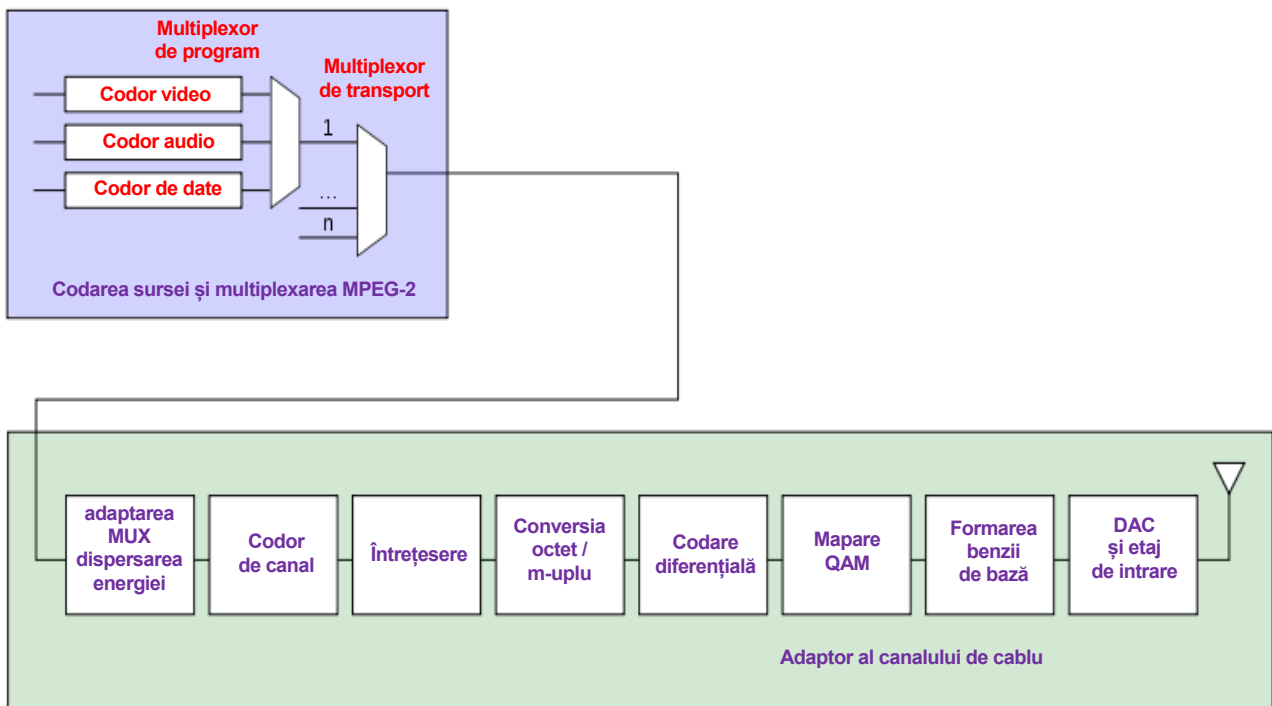 Multiplexor
de program
Multiplexor
de transport
Codor video
Codor audio
Codor de date
1
...
n
Codarea sursei și multiplexarea MPEG-2
adaptarea
MUX
dispersarea
energiei
Codor
de canal
Întrețesere
Conversia
octet /
m-uplu
Codare
diferențială
Mapare
QAM
Formarea
benzii
de bază
DAC
și etaj
de intrare
Adaptor al canalului de cablu